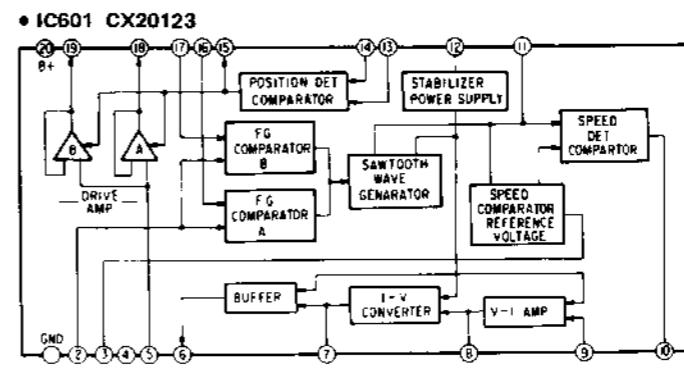 • IC601 CX20123
20 19 18 17 16 15 14 13 12 11
B+
POSITION DET
COMPARATOR
STABILIZER
POWER SUPPLY
FG
COMPARATOR
B
SPEED
DET
COMPARTOR
B A
DRIVE
AMP
SAWTOOTH
WAVE
GENARATOR
FG
COMPARATOR
A
SPEED
COMPARATOR
REFERENCE
VOLTAGE
BUFFER
I-V
CONVERTER
V-I AMP
GND
2 3 4 5 6 7 8 9 10